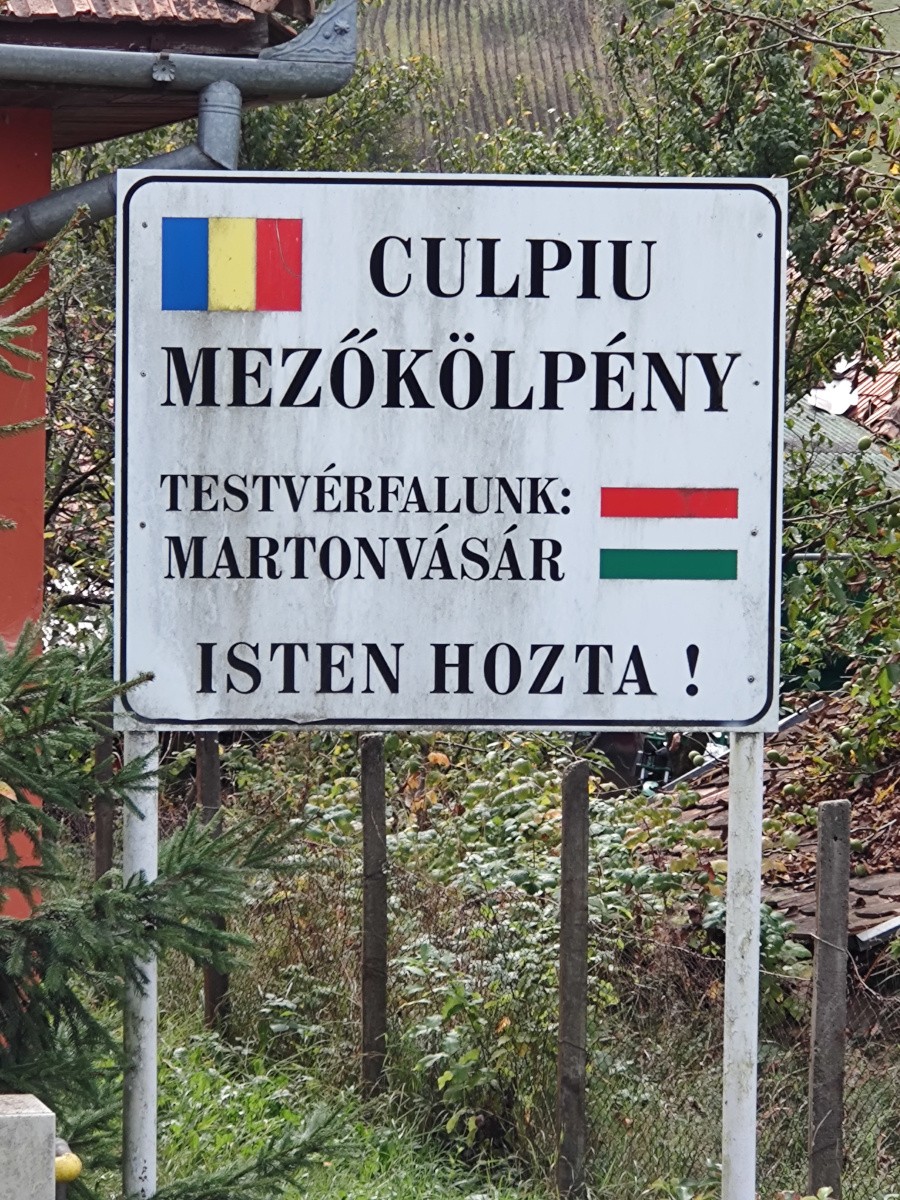 CULPIU
MEZŐKÖLPÉNY
TESTVÉRFALUNK:
MARTONVÁSÁR
ISTEN HOZTA !